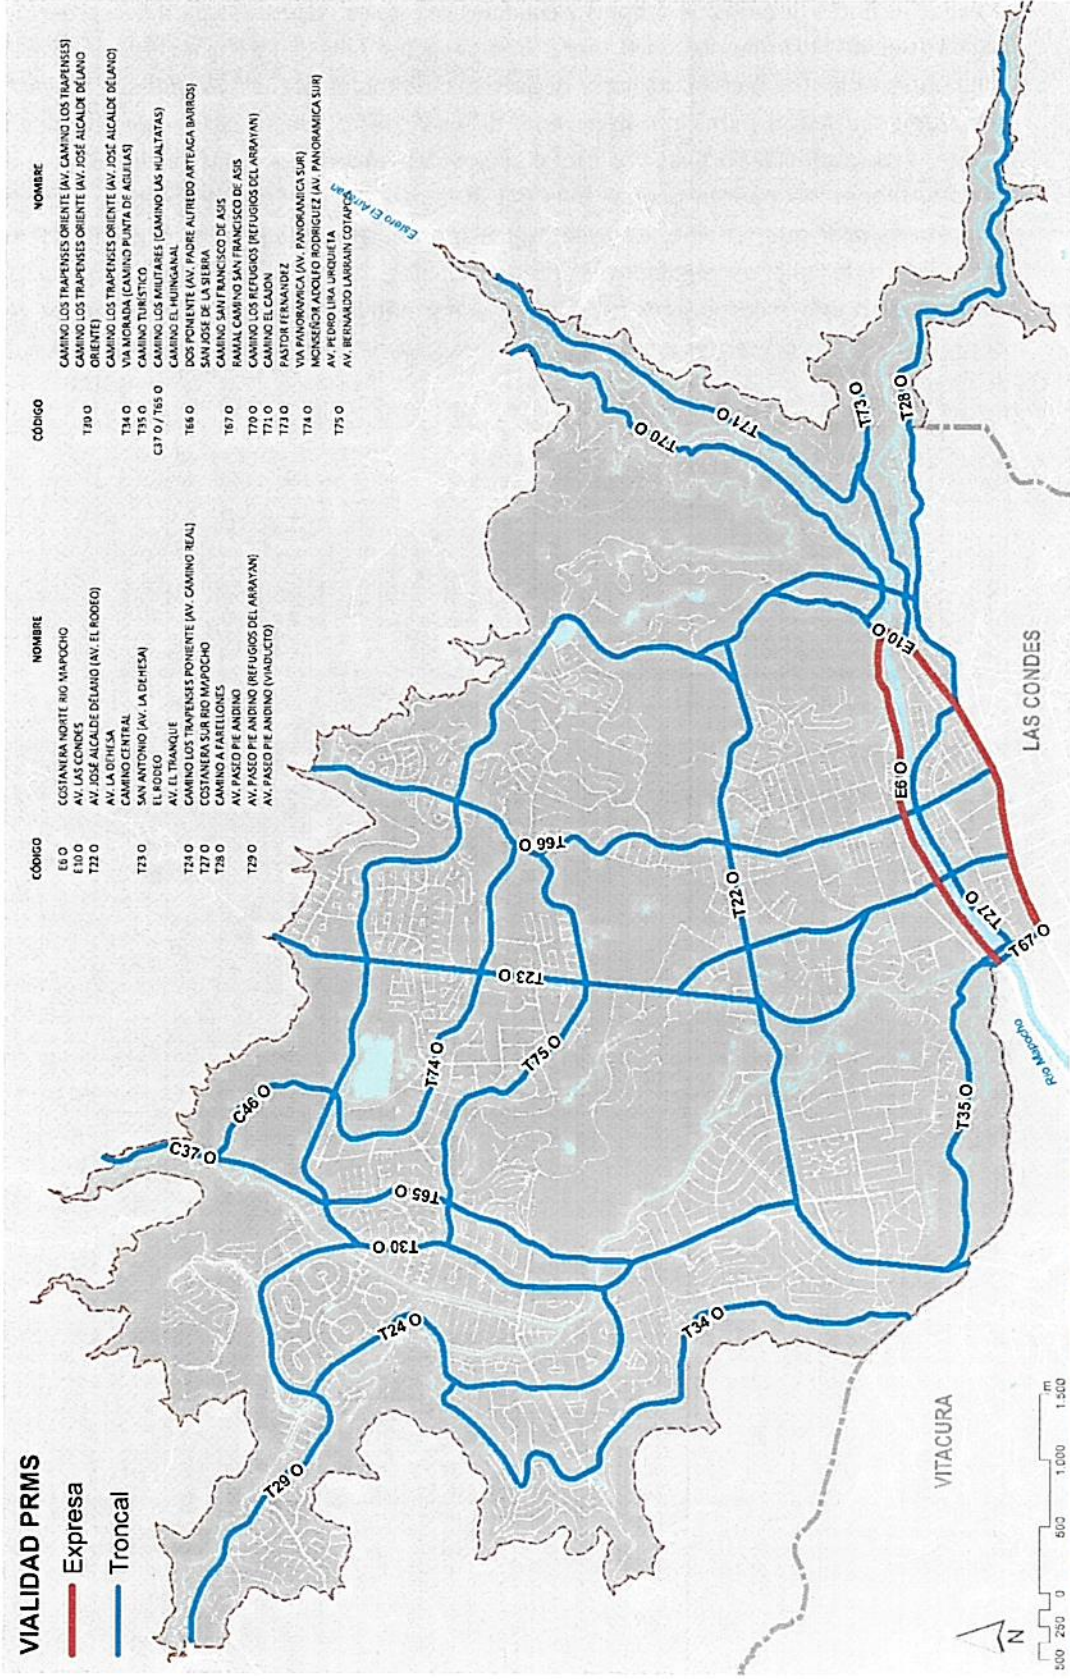 VIALIDAD PRMS
Expresa
Troncal
CÓDIGO NOMBRE
E6 O COSTANERA NORTE RIO MAPOCHO
E10 O AV. LAS CONDES
T22 O AV. JOSÉ ALCALDE DÉLANO (AV. EL RODEO)
AV. LA DEHESA
CAMINO CENTRAL
T23 O SAN ANTONIO (AV. LA DEHESA)
EL RODEO
AV. EL TRANQUE
T24 O CAMINO LOS TRAPENSES PONIENTE (AV. CAMINO REAL)
T27 O COSTANERA SUR RIO MAPOCHO
T28 O CAMINO A FARELLONES
AV. PASEO PIE ANDINO
T29 O AV. PASEO PIE ANDINO (REFUGIOS DEL ARRAYAN)
AV. PASEO PIE ANDINO (VIADUCTO)
CÓDIGO NOMBRE
CAMINO LOS TRAPENSES ORIENTE (AV. CAMINO LOS TRAPENSES)
T30 O CAMINO LOS TRAPENSES ORIENTE (AV. JOSÉ ALCALDE DÉLANO
ORIENTE)
CAMINO LOS TRAPENSES ORIENTE (AV. JOSÉ ALCALDE DÉLANO)
T34 O VIA MORADA (CAMINO PUNTA DE AGUILAS)
T35 O CAMINO TURÍSTICO
C37 O / T65 O CAMINO LOS MILITARES (CAMINO LAS HUALTATAS)
CAMINO EL HUINGANAL
T66 O DOS PONIENTE (AV. PADRE ALFREDO ARTEAGA BARROS)
SAN JOSE DE LA SIERRA
CAMINO SAN FRANCISCO DE ASIS
T67 O RAMAL CAMINO SAN FRANCISCO DE ASIS
T70 O CAMINO LOS REFUGIOS (REFUGIOS DEL ARRAYAN)
T71 O CAMINO EL CAJON
T73 O PASTOR FERNANDEZ
VIA PANORAMICA (AV. PANORAMICA SUR)
T74 O MONSEÑOR ADOLFO RODRIGUEZ (AV. PANORAMICA SUR)
AV. PEDRO LIRA URQUIETA
T75 O AV. BERNARDO LARRAIN COTAPOS
Estero El Arrayan
T29 O
T24 O
T30 O
T65 O
C37 O
C46 O
T74 O
T75 O
T23 O
T66 O
T22 O
T34 O
T35 O
T67 O
T27 O
E6 O
E10 O
T70 O
T71 O
T73 O
T28 O
Rio Mapocho
VITACURA
LAS CONDES
N
500 250 0 500 1.000 1.500
m